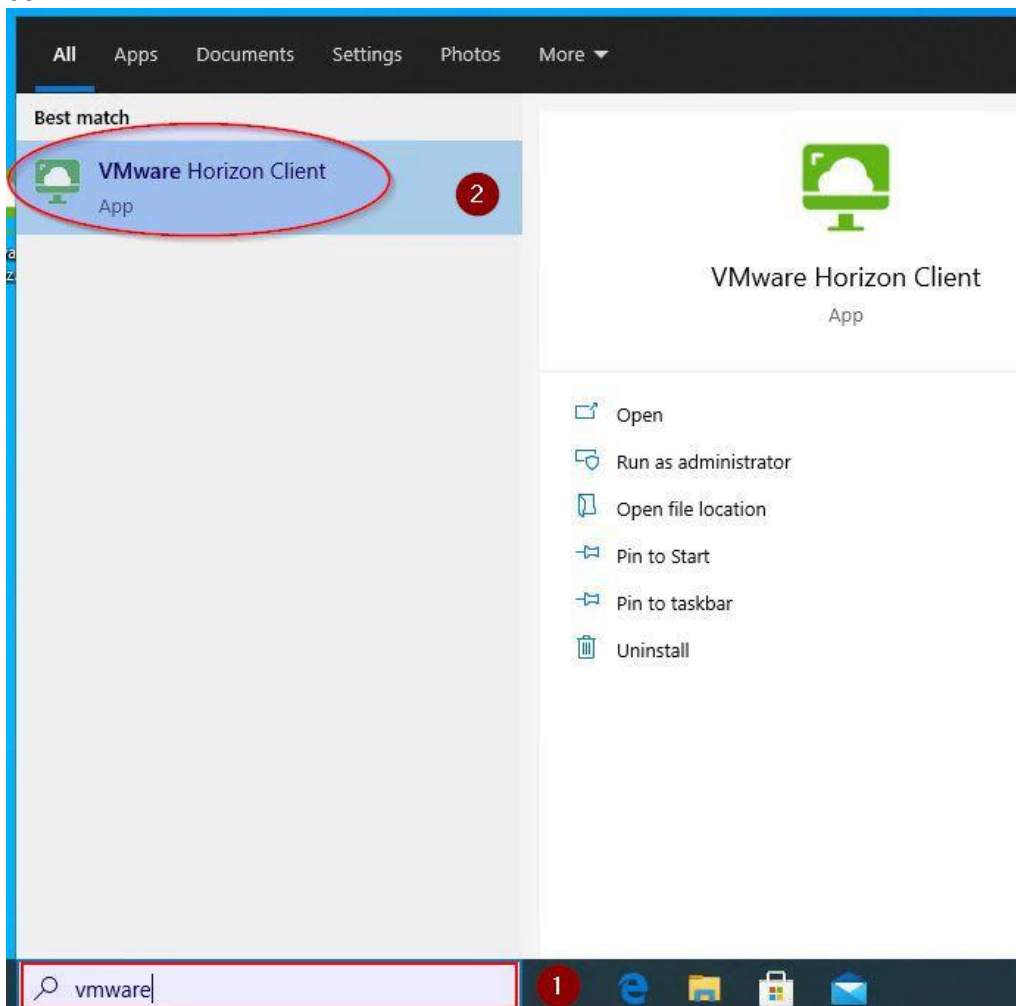 All Apps Documents Settings Photos More
Best match
VMware Horizon Client
App
2
VMware Horizon Client
App
Open
Run as administrator
Open file location
Pin to Start
Pin to taskbar
Uninstall
vmware
1